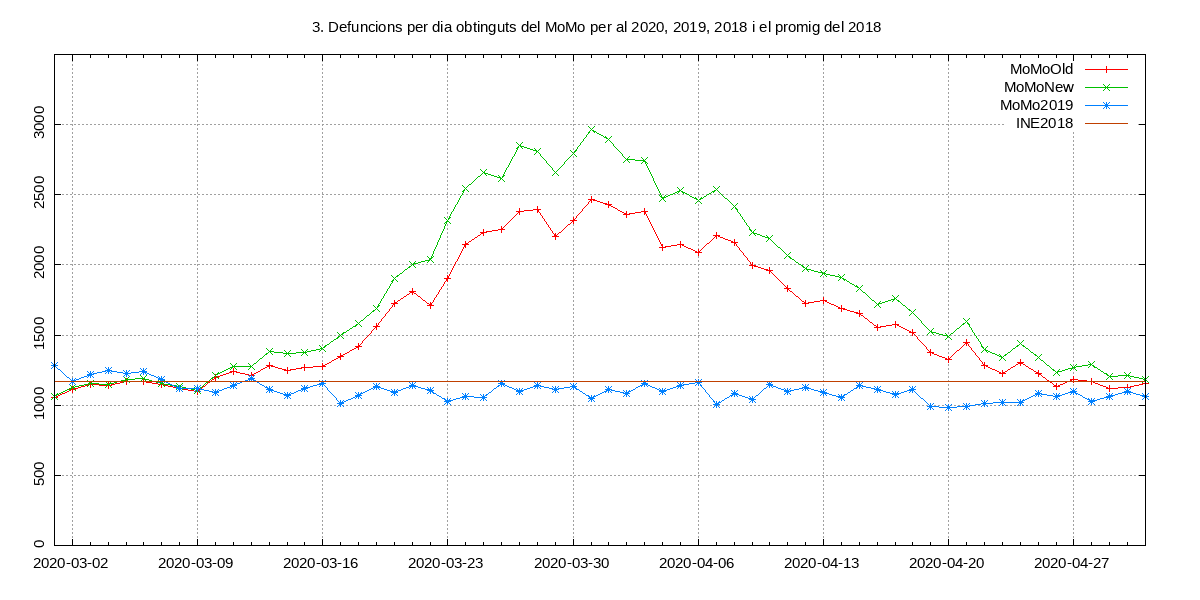 3. Defuncions per dia obtinguts del MoMo per al 2020, 2019, 2018 i el promig del 2018
MoMoOld
MoMoNew
MoMo2019
INE2018
3000
2500
2000
1500
1000
500
0
2020-03-02 2020-03-09 2020-03-16 2020-03-23 2020-03-30 2020-04-06 2020-04-13 2020-04-20 2020-04-27